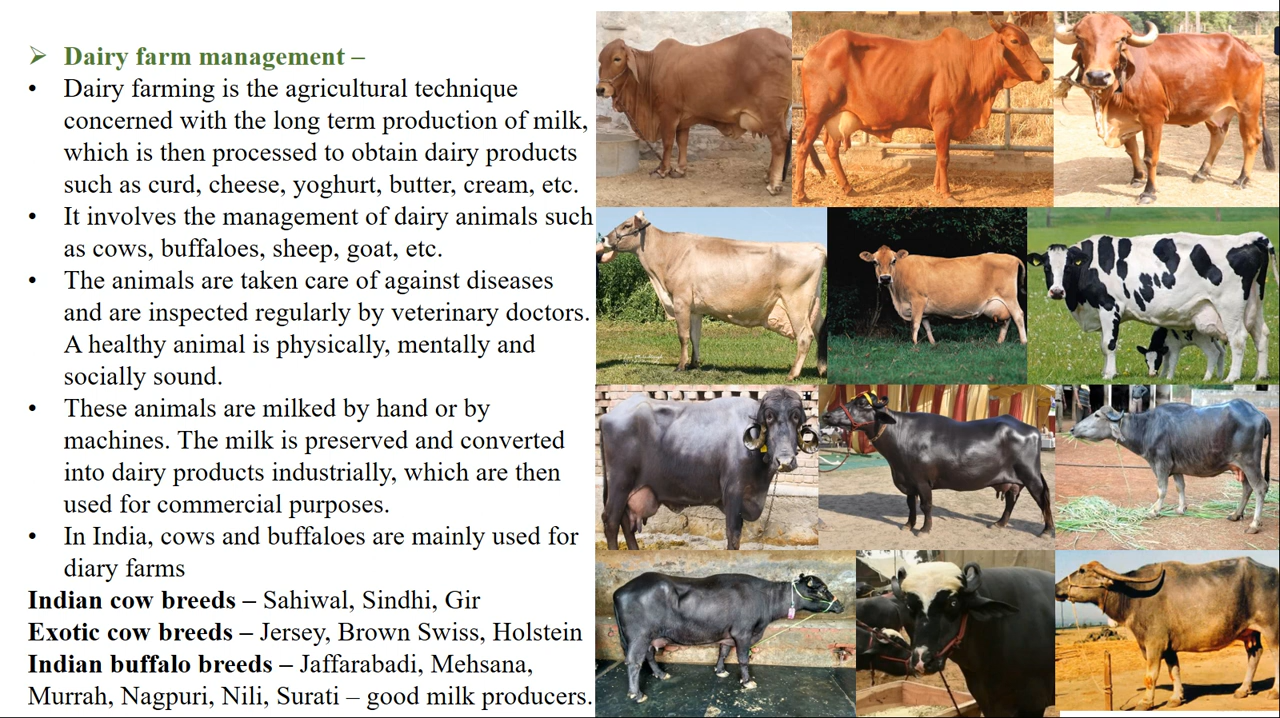 ➢ Dairy farm management –
• Dairy farming is the agricultural technique
concerned with the long term production of milk,
which is then processed to obtain dairy products
such as curd, cheese, yoghurt, butter, cream, etc.
• It involves the management of dairy animals such
as cows, buffaloes, sheep, goat, etc.
• The animals are taken care of against diseases
and are inspected regularly by veterinary doctors.
A healthy animal is physically, mentally and
socially sound.
• These animals are milked by hand or by
machines. The milk is preserved and converted
into dairy products industrially, which are then
used for commercial purposes.
• In India, cows and buffaloes are mainly used for
diary farms
Indian cow breeds – Sahiwal, Sindhi, Gir
Exotic cow breeds – Jersey, Brown Swiss, Holstein
Indian buffalo breeds – Jaffarabadi, Mehsana,
Murrah, Nagpuri, Nili, Surati – good milk producers.